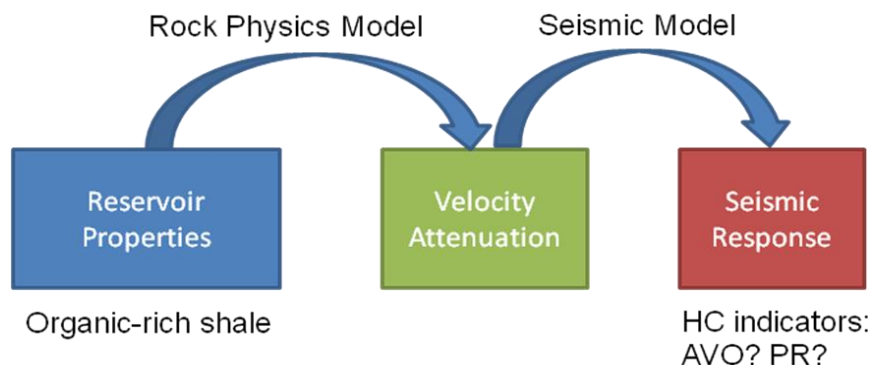 Rock Physics Model
Seismic Model
Reservoir
Properties
Velocity
Attenuation
Seismic
Response
Organic-rich shale
HC indicators:
AVO? PR?